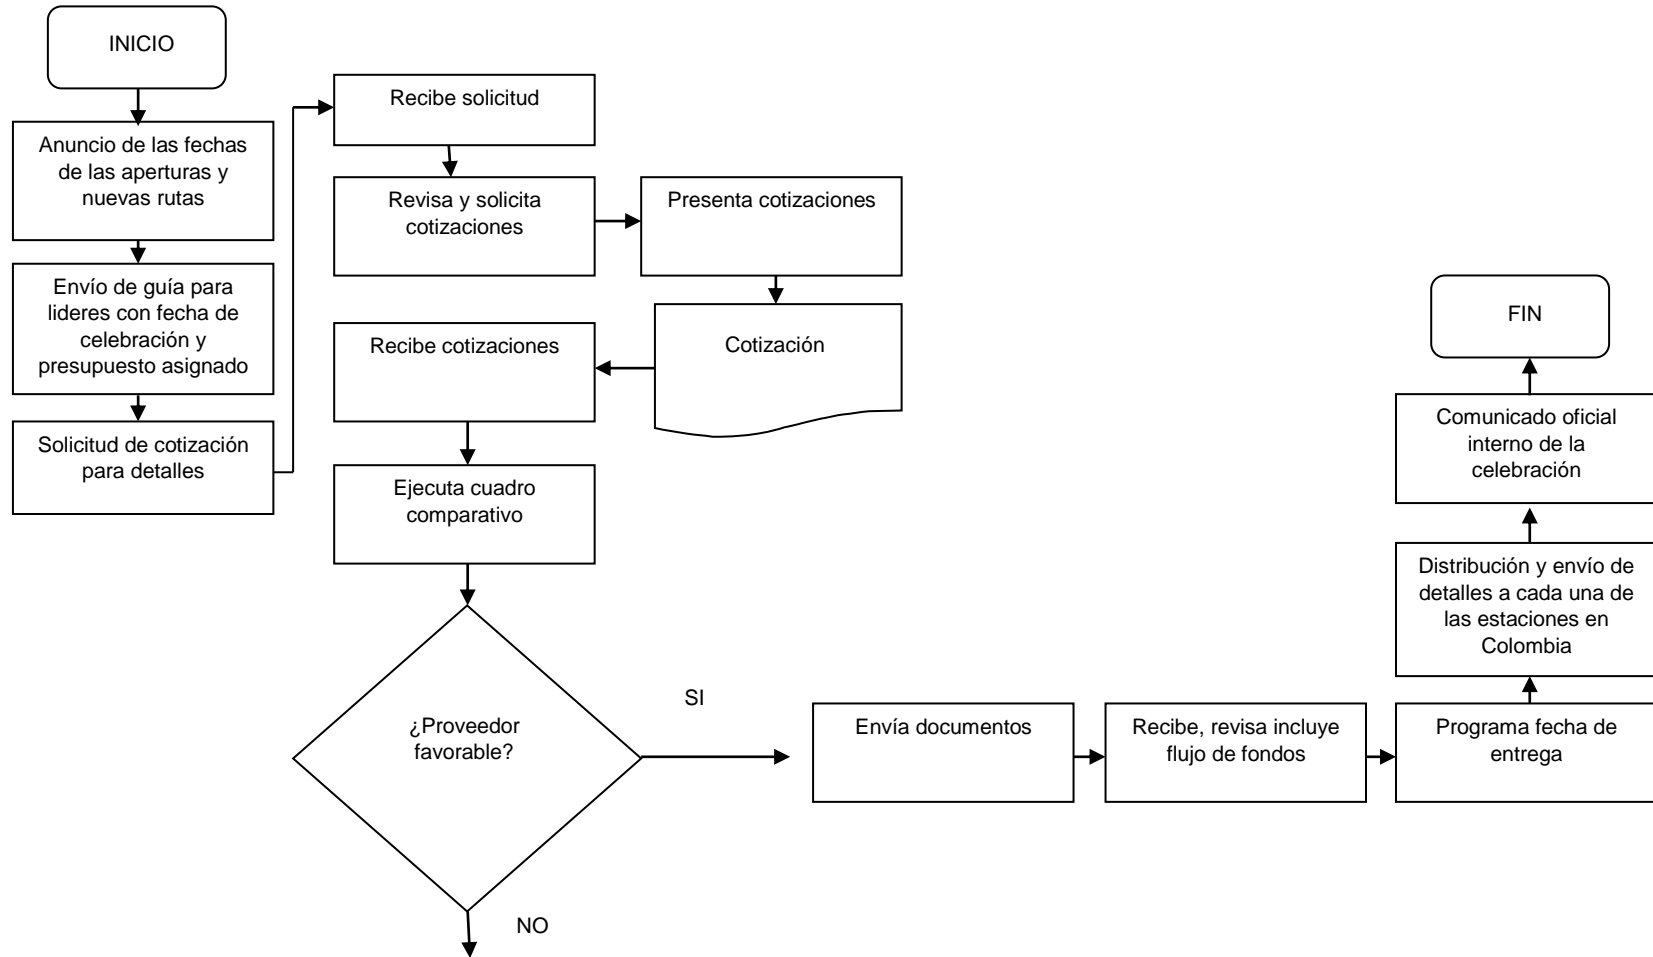 INICIO
Anuncio de las fechas
de las aperturas y
nuevas rutas
Envío de guía para
lideres con fecha de
celebración y
presupuesto asignado
Solicitud de cotización
para detalles
Recibe solicitud
Revisa y solicita
cotizaciones
Presenta cotizaciones
Cotización
Recibe cotizaciones
Ejecuta cuadro
comparativo
¿Proveedor
favorable?
SI
NO
Envía documentos
Recibe, revisa incluye
flujo de fondos
Programa fecha de
entrega
Distribución y envío de
detalles a cada una de
las estaciones en
Colombia
Comunicado oficial
interno de la
celebración
FIN